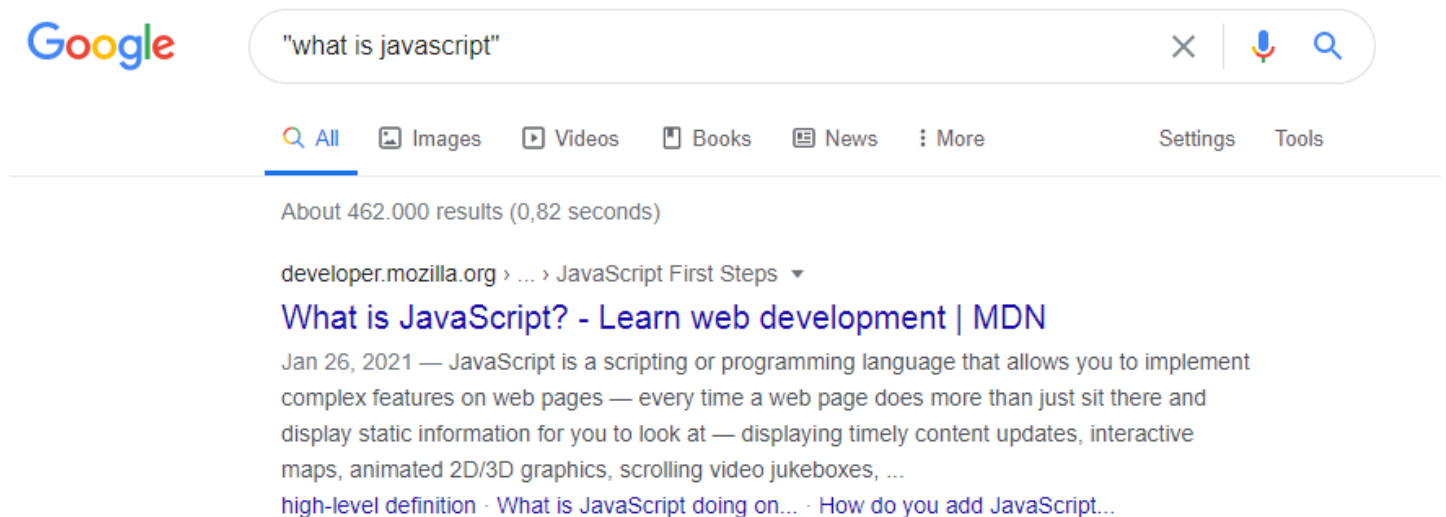 Google "what is javascript"
All Images Videos Books News More Settings Tools
About 462.000 results (0,82 seconds)
developer.mozilla.org › ... › JavaScript First Steps
What is JavaScript? - Learn web development | MDN
Jan 26, 2021 — JavaScript is a scripting or programming language that allows you to implement
complex features on web pages — every time a web page does more than just sit there and
display static information for you to look at — displaying timely content updates, interactive
maps, animated 2D/3D graphics, scrolling video jukeboxes, ...
high-level definition · What is JavaScript doing on... · How do you add JavaScript...